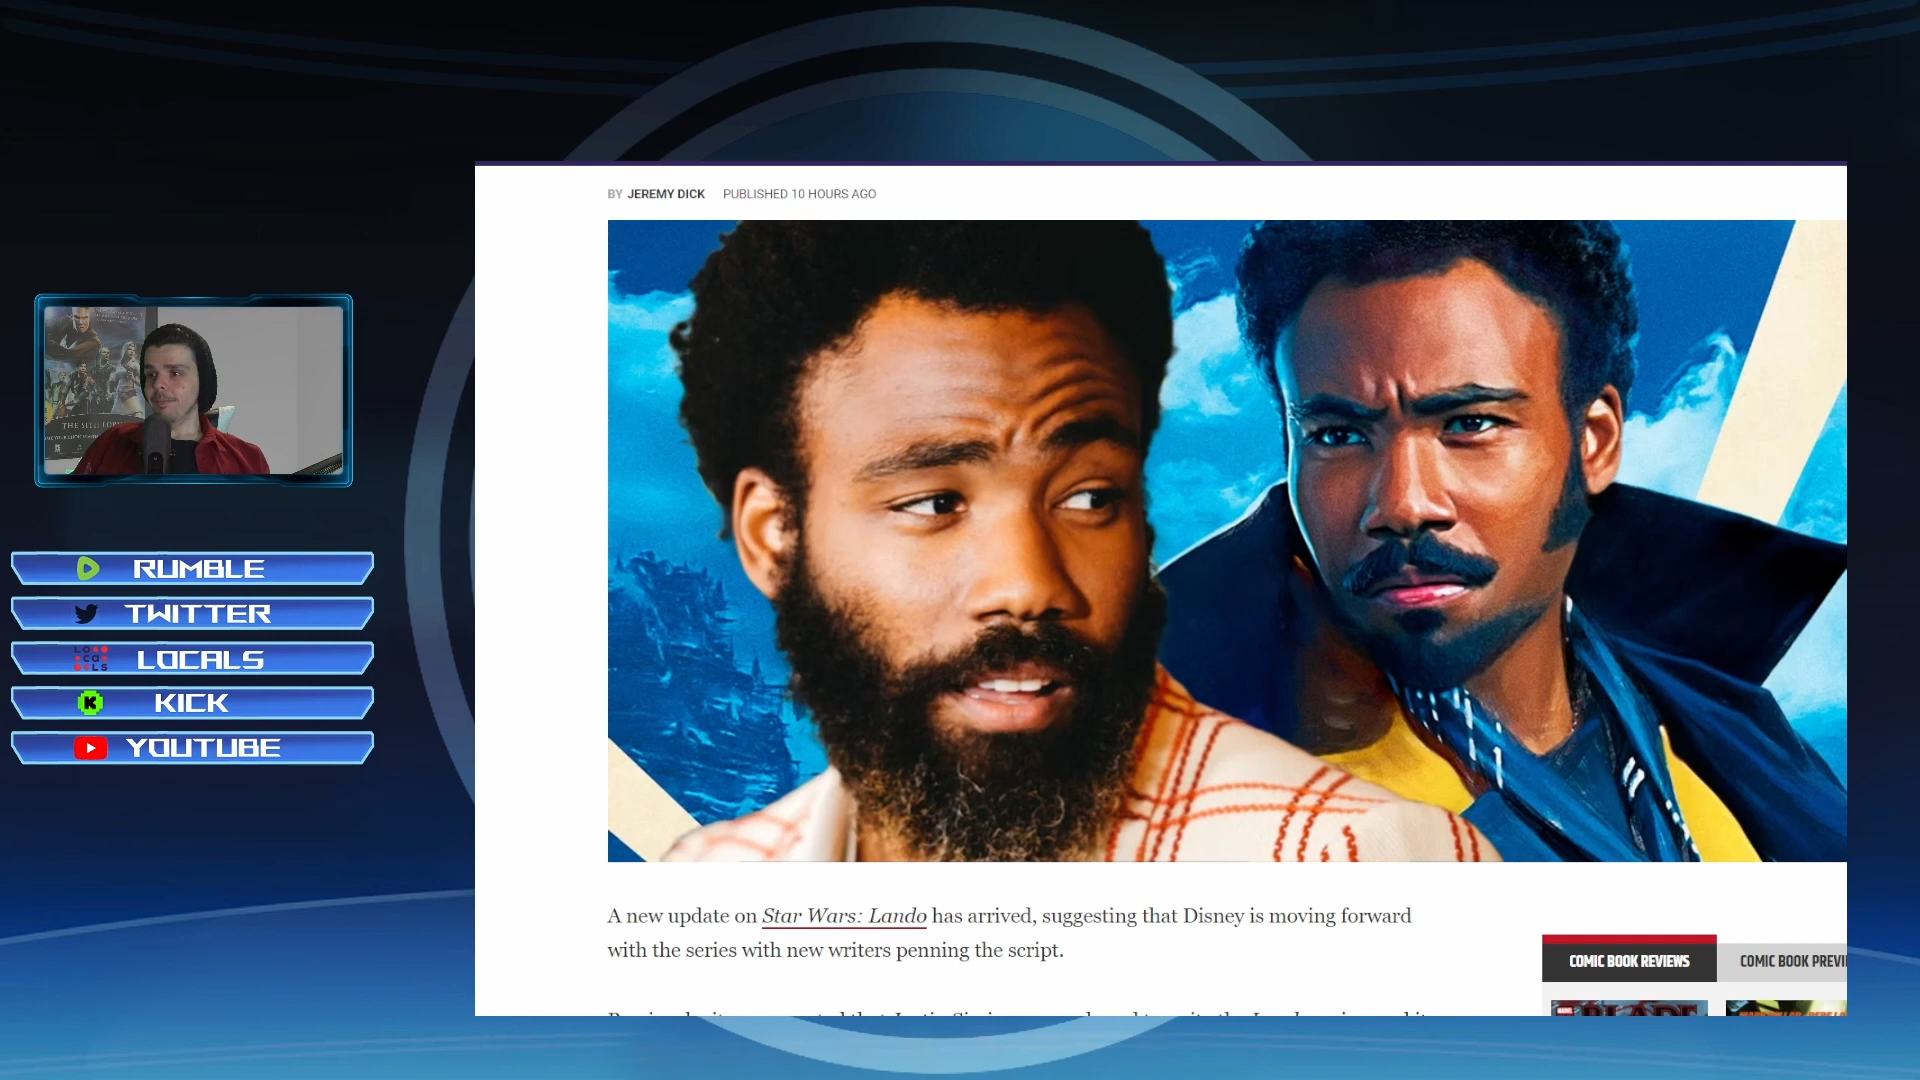 BY JEREMY DICK PUBLISHED 10 HOURS AGO
RUMBLE
TWITTER
LOCALS
KICK
YOUTUBE
A new update on Star Wars: Lando has arrived, suggesting that Disney is moving forward
with the series with new writers penning the script.
COMIC BOOK REVIEWS
COMIC BOOK